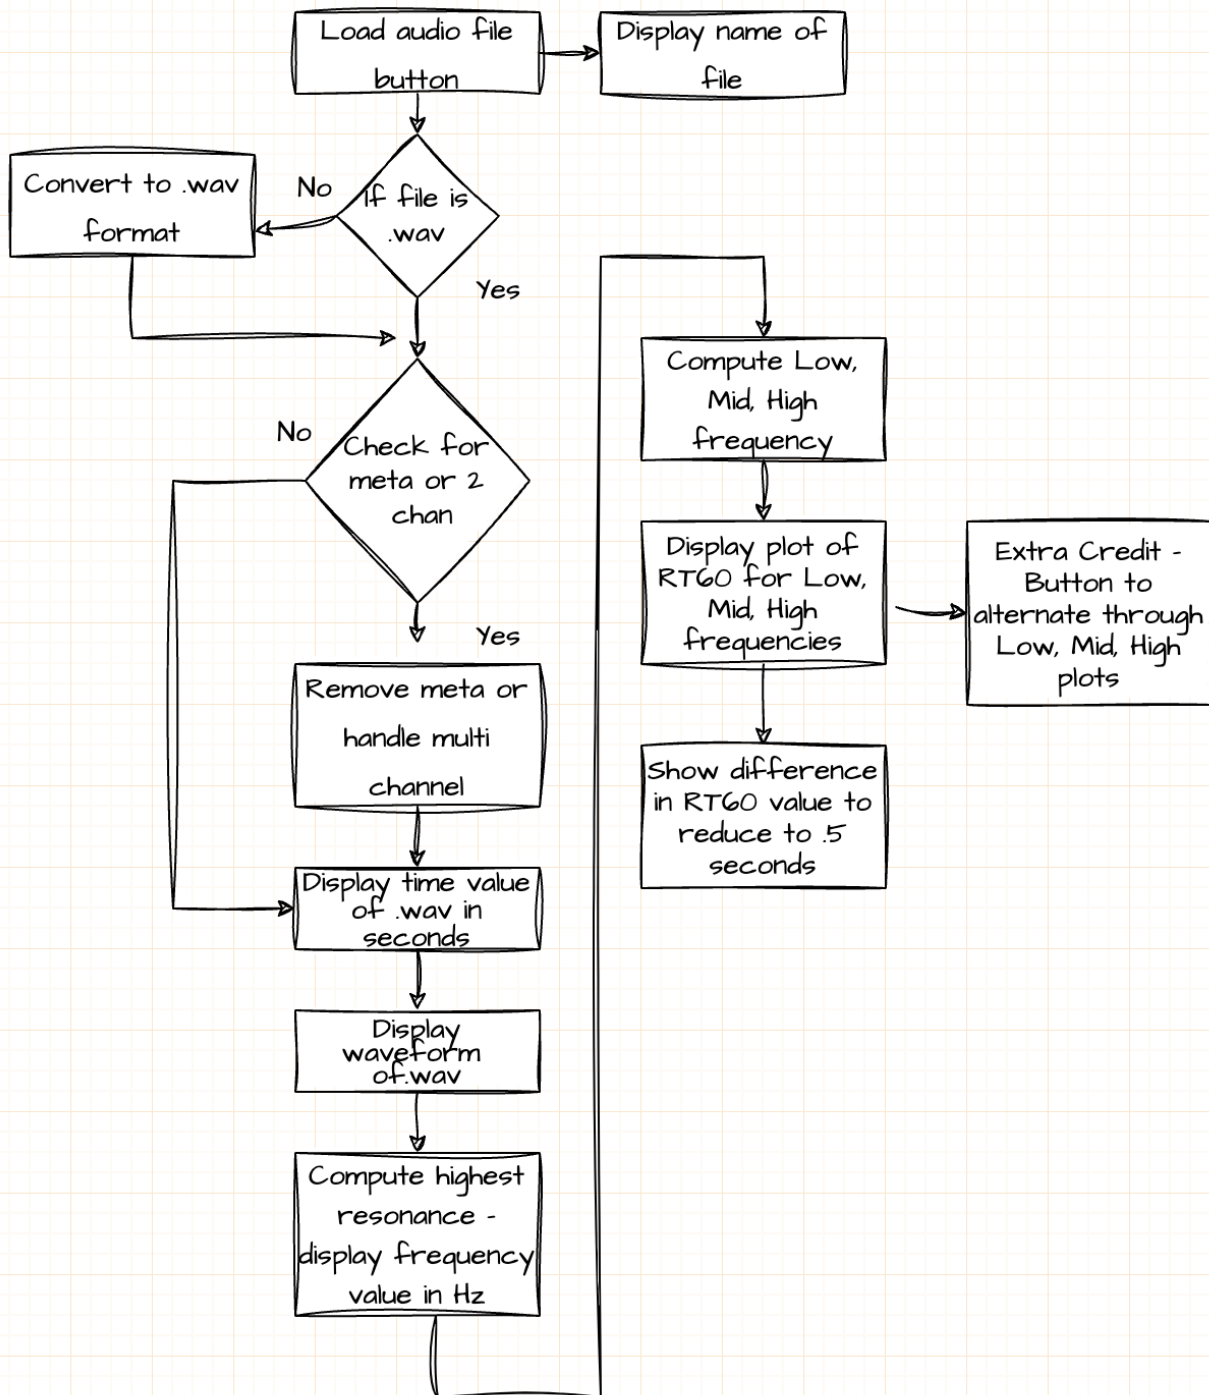 Load audio file
button
Display name of
file
Convert to .wav
format
No
If file is
.wav
Yes
No
Check for
meta or 2
chan
Yes
Remove meta or
handle multi
channel
Display time value
of .wav in
seconds
Display
waveform
of.wav
Compute highest
resonance -
display frequency
value in Hz
Compute Low,
Mid, High
frequency
Display plot of
RT60 for Low,
Mid, High
frequencies
Extra Credit -
Button to
alternate through
Low, Mid, High
plots
Show difference
in RT60 value to
reduce to .5
seconds